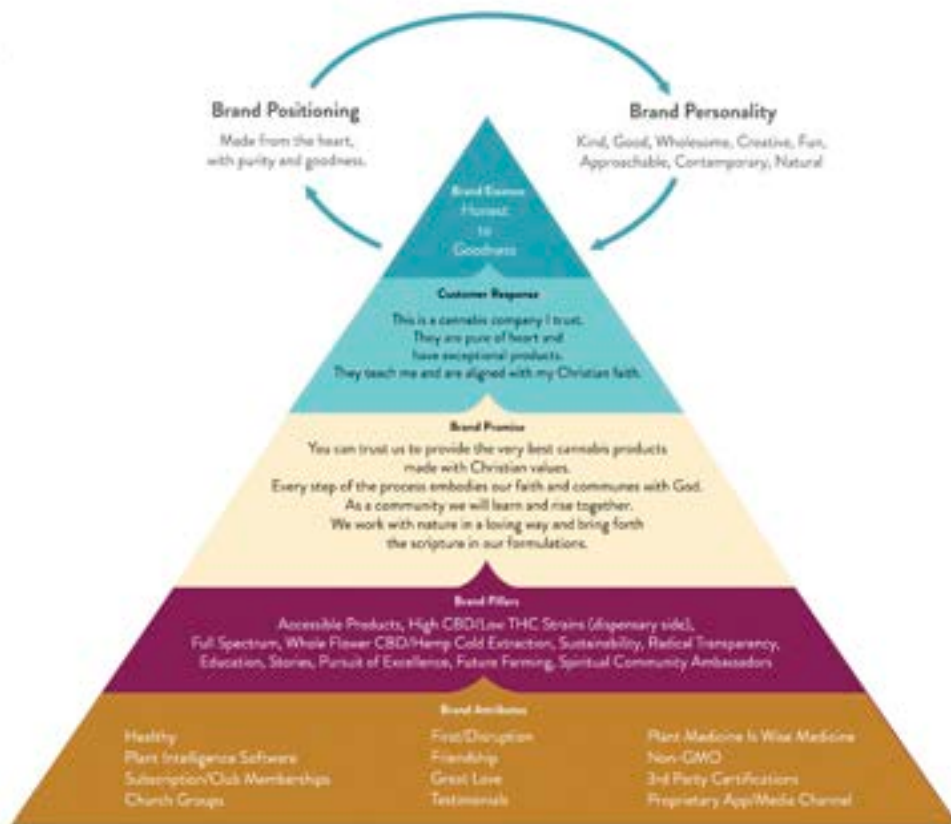 Brand Positioning
Made from the heart,
with purity and goodness.
Brand Personality
Kind, Good, Wholesome, Creative, Fun,
Approachable, Contemporary, Natural
Brand Essence
Honest
to
Goodness
Customer Response
This is a cannabis company I trust.
They are pure of heart and
have exceptional products.
They teach me and are aligned with my Christian faith.
Brand Promise
You can trust us to provide the very best cannabis products
made with Christian values.
Every step of the process embodies our faith and communes with God.
As a community we will learn and rise together.
We work with nature in a loving way and bring forth
the scripture in our formulations.
Brand Pillars
Accessible Products, High CBD/Low THC Strains (dispensary side),
Full Spectrum, Whole Flower CBD/Hemp Cold Extraction, Sustainability, Radical Transparency,
Education, Stories, Pursuit of Excellence, Future Farming, Spiritual Community Ambassadors
Brand Attributes
Healthy
Plant Intelligence Software
Subscription/Club Memberships
Church Groups
First/Disruption
Friendship
Great Love
Testimonials
Plant Medicine Is Wise Medicine
Non-GMO
3rd Party Certifications
Proprietary App/Media Channel